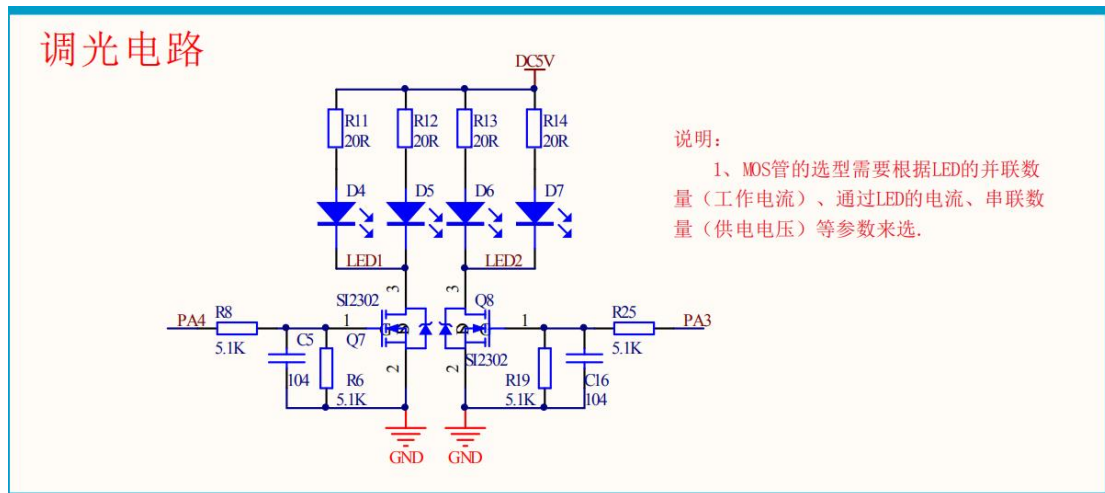 调光电路
DC5V
R11
20R
R12
20R
R13
20R
R14
20R
D4
D5
D6
D7
LED1
LED2
说明:
1、MOS管的选型需要根据LED的并联数
量（工作电流）、通过LED的电流、串联数
量（供电电压）等参数来选.
PA4
R8
5.1K
C5
104
R6
5.1K
SI2302
Q7
1
3
2
Q8
SI2302
3
1
2
R19
5.1K
C16
104
R25
5.1K
PA3
GND
GND